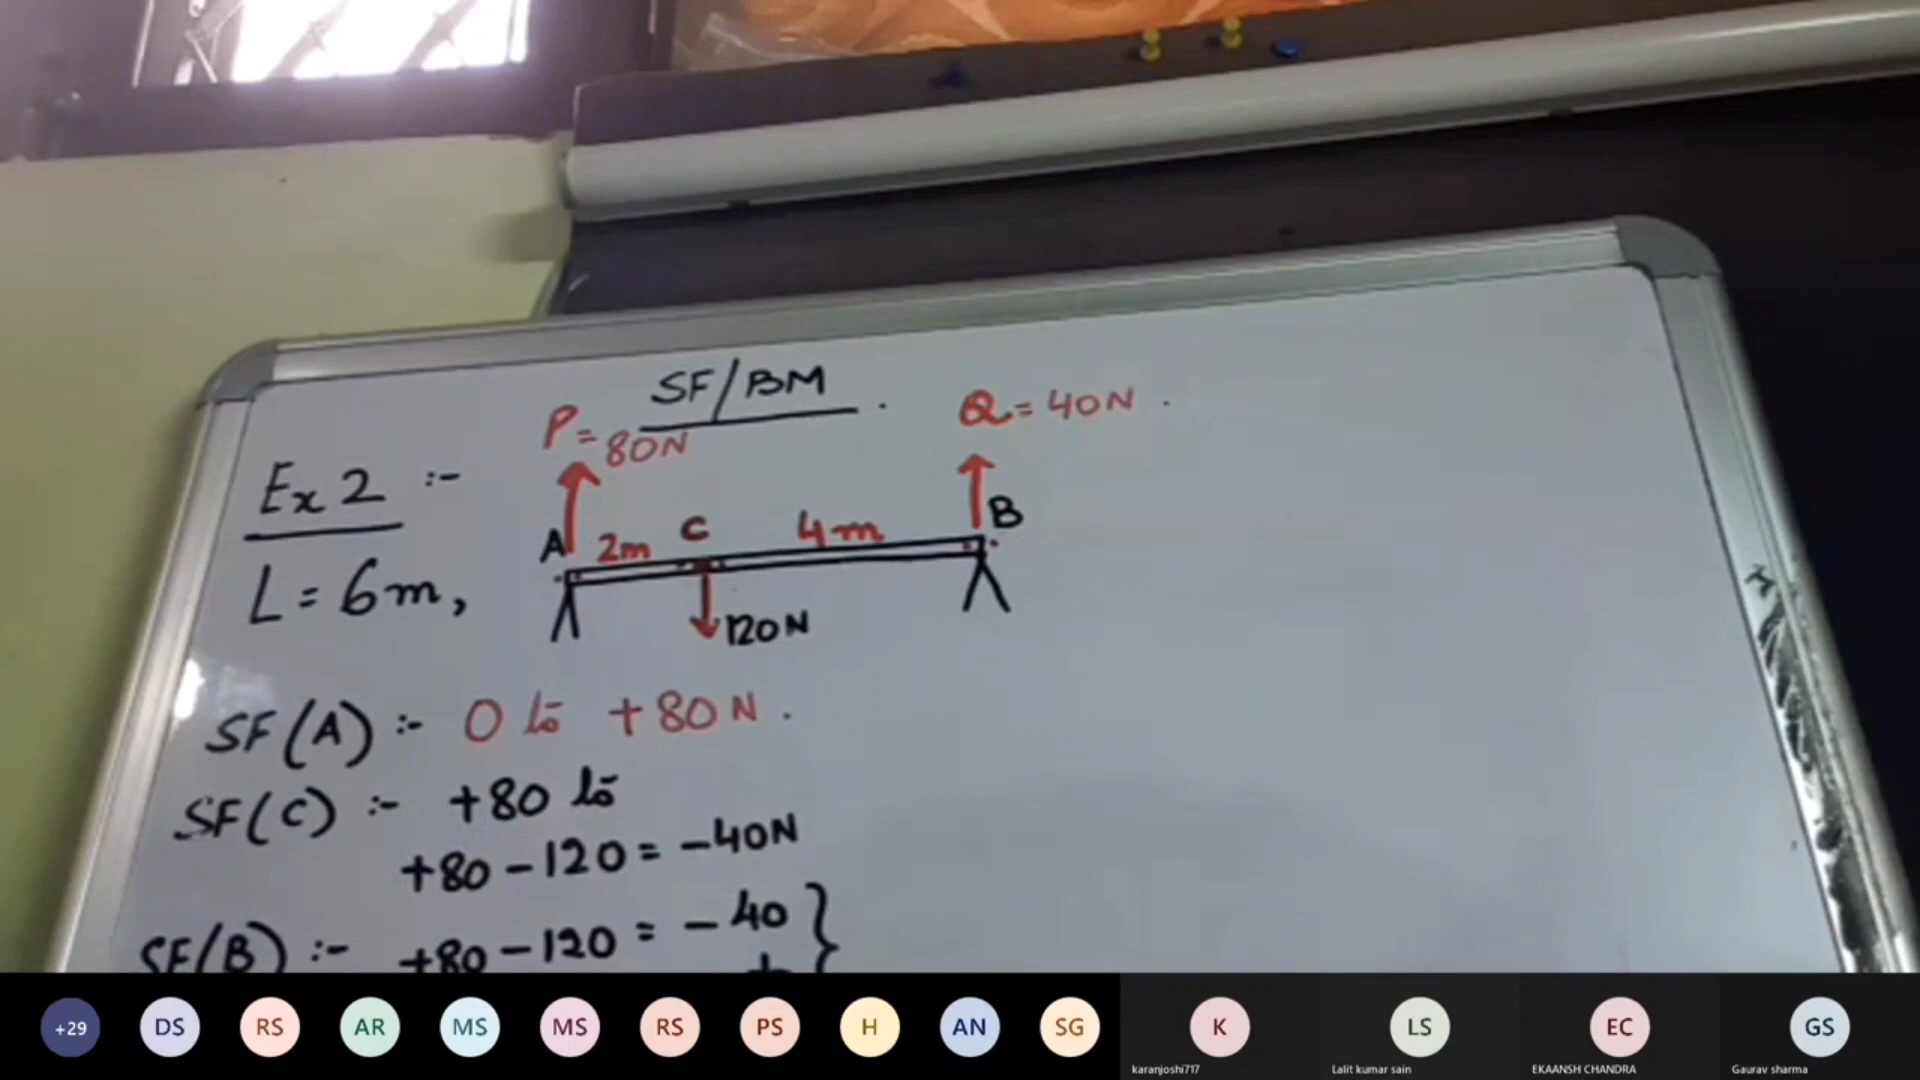 SF/BM .
P = 80N
Q = 40N .
Ex 2 :-
A 2m C 4m B
L = 6m,
120N
SF(A) :- 0 to +80N .
SF(C) :- +80 to
+80 - 120 = -40N
SF(B) :- +80 - 120 = -40 }
+29 DS RS AR MS MS RS PS H AN SG K LS EC GS
karanjoshi717 Lalit kumar sain EKAANSH CHANDRA Gaurav sharma